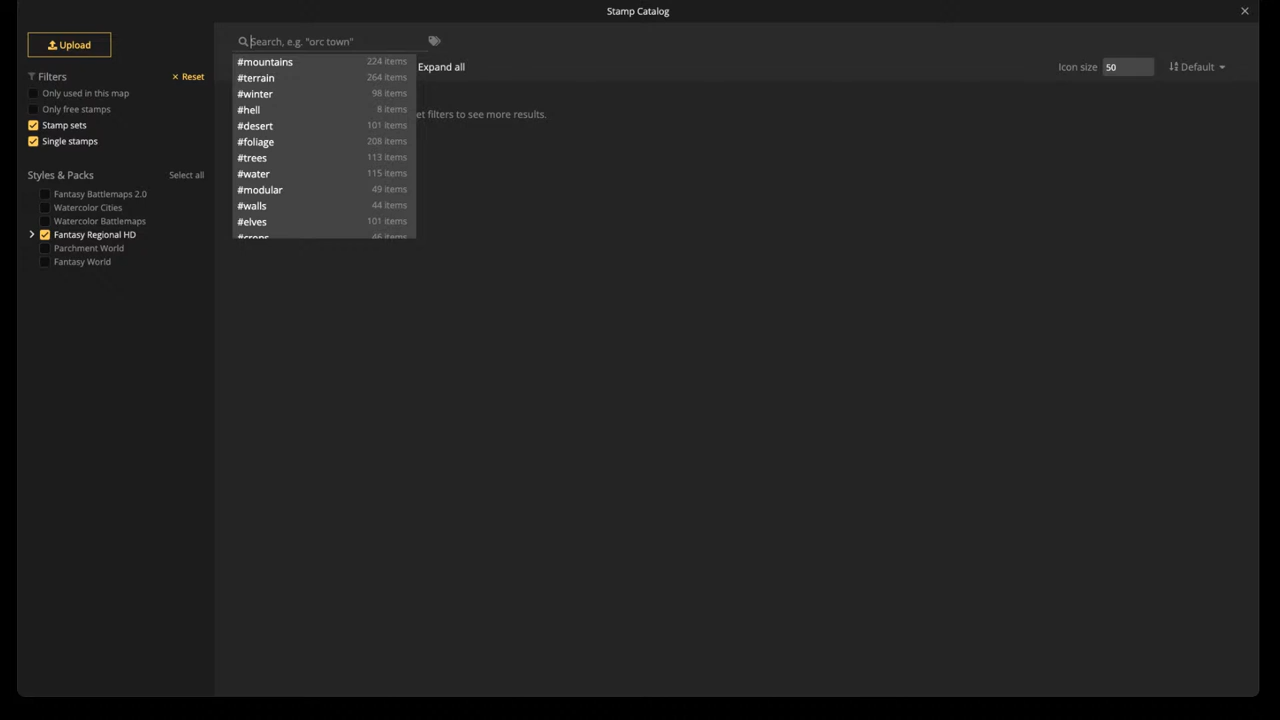 Stamp Catalog
Upload
Search, e.g. "orc town"
Filters
Reset
Only used in this map
Only free stamps
Stamp sets
Single stamps
Styles & Packs
Select all
Fantasy Battlemaps 2.0
Watercolor Cities
Watercolor Battlemaps
Fantasy Regional HD
Parchment World
Fantasy World
#mountains 224 items
#terrain 264 items
#winter 98 items
#hell 8 items
#desert 101 items
#foliage 208 items
#trees 113 items
#water 115 items
#modular 49 items
#walls 44 items
#elves 101 items
#crops 46 items
Expand all
Icon size 50
Default
et filters to see more results.